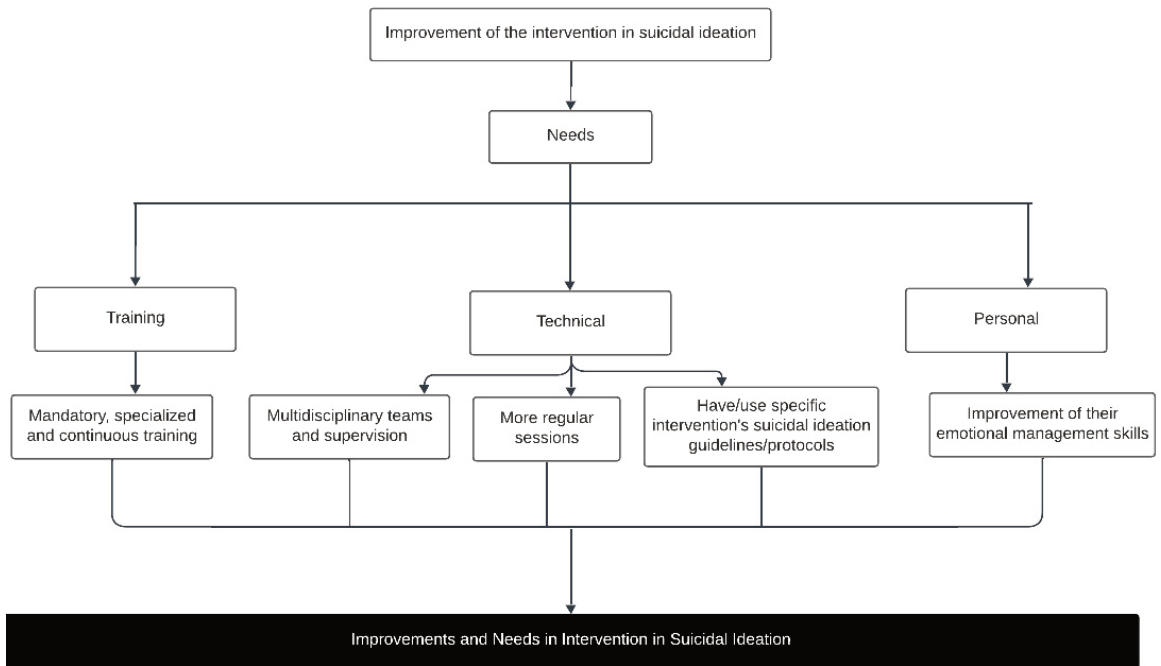 Improvement of the intervention in suicidal ideation
Needs
Training
Technical
Personal
Mandatory, specialized
and continuous training
Multidisciplinary teams
and supervision
More regular
sessions
Have/use specific
intervention's suicidal ideation
guidelines/protocols
Improvement of their
emotional management skills
Improvements and Needs in Intervention in Suicidal Ideation